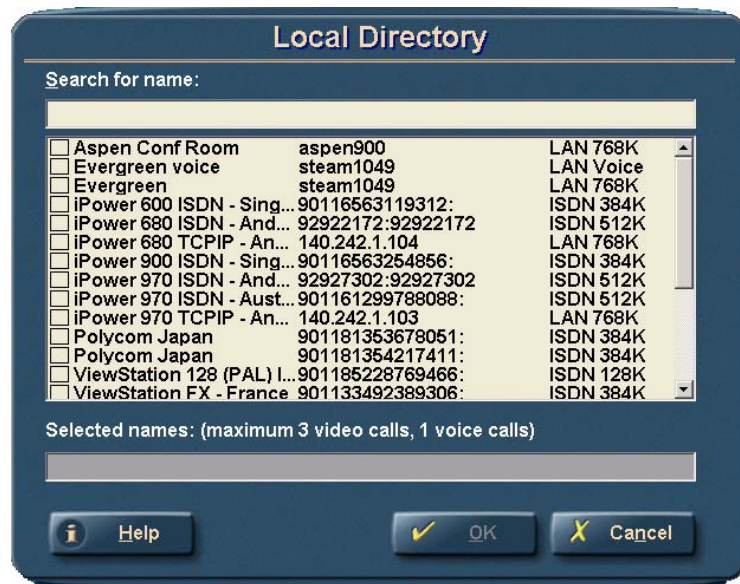 Local Directory
Search for name:
Aspen Conf Room aspen900 LAN 768K
Evergreen voice steam1049 LAN Voice
Evergreen steam1049 LAN 768K
iPower 600 ISDN - Sing... 90116563119312: ISDN 384K
iPower 680 ISDN - And... 92922172:92922172 ISDN 512K
iPower 680 TCPIP - An... 140.242.1.104 LAN 768K
iPower 900 ISDN - Sing... 90116563254856: ISDN 384K
iPower 970 ISDN - And... 92927302:92927302 ISDN 512K
iPower 970 ISDN - Aust... 901161299788088: ISDN 512K
iPower 970 TCPIP - An... 140.242.1.103 LAN 768K
Polycom Japan 901181353678051: ISDN 384K
Polycom Japan 901181354217411: ISDN 384K
ViewStation 128 (PAL) I... 901185228769466: ISDN 128K
ViewStation FX - France 901133492389306: ISDN 384K
Selected names: (maximum 3 video calls, 1 voice calls)
i Help OK X Cancel